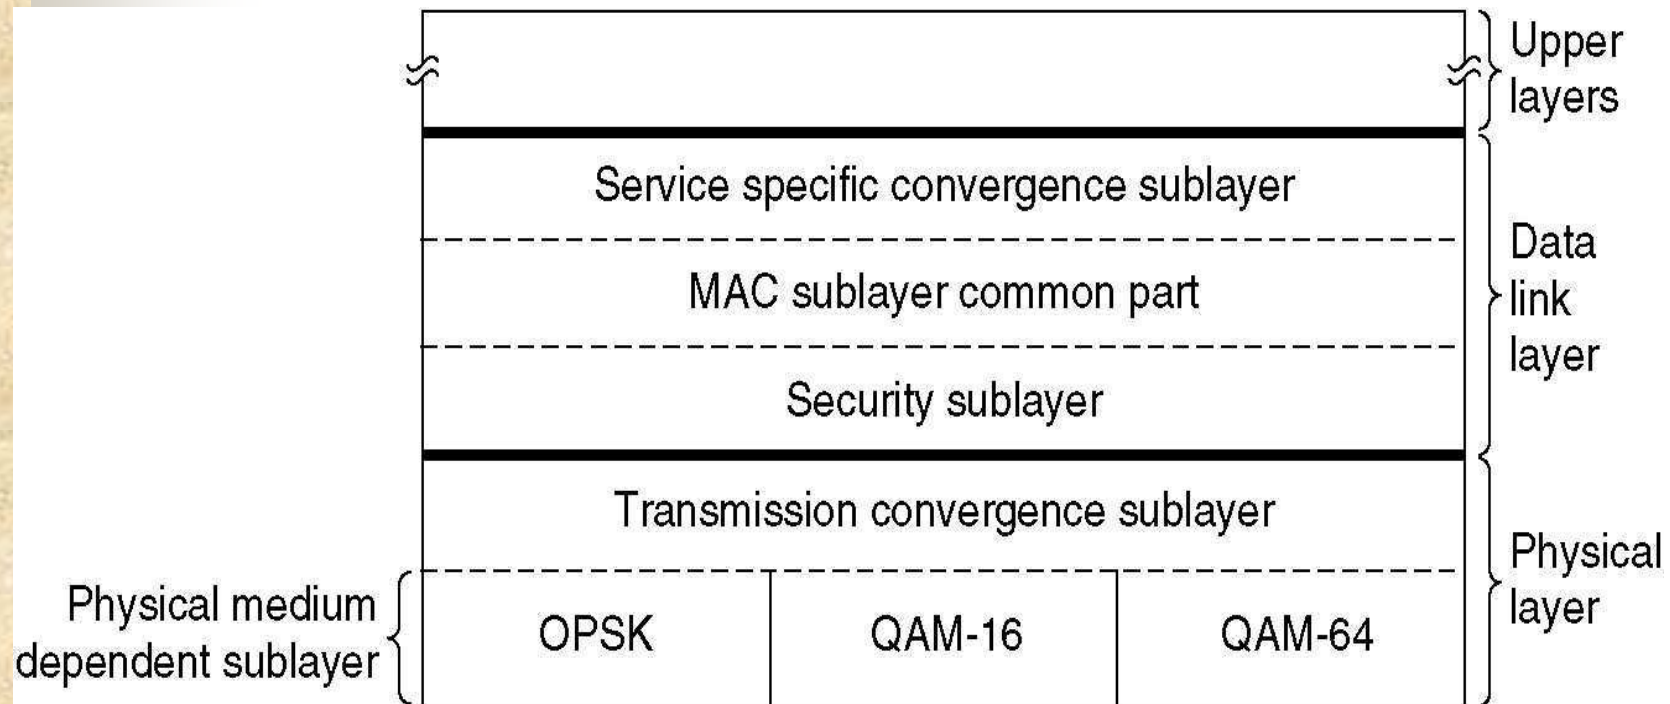 Upper
layers
Service specific convergence sublayer
MAC sublayer common part
Security sublayer
Data
link
layer
Transmission convergence sublayer
Physical
layer
Physical medium
dependent sublayer
OPSK
QAM-16
QAM-64